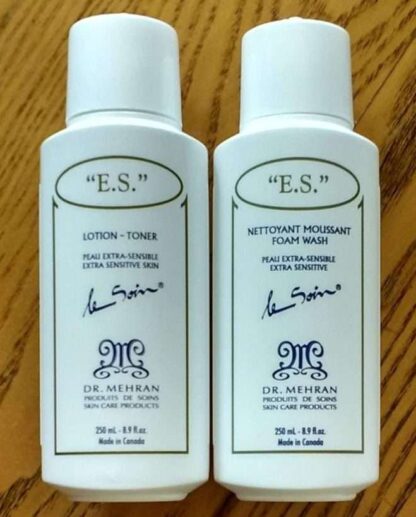 “E.S.”
LOTION – TONER
PEAU EXTRA-SENSIBLE
EXTRA SENSITIVE SKIN
le Soin®
DR. MEHRAN
PRODUITS DE SOINS
SKIN CARE PRODUCTS
250 mL - 8.9 fl.oz.
Made in Canada
“E.S.”
NETTOYANT MOUSSANT
FOAM WASH
PEAU EXTRA-SENSIBLE
EXTRA SENSITIVE
le Soin®
DR. MEHRAN
PRODUITS DE SOINS
SKIN CARE PRODUCTS
250 mL - 8.9 fl.oz.
Made in Canada